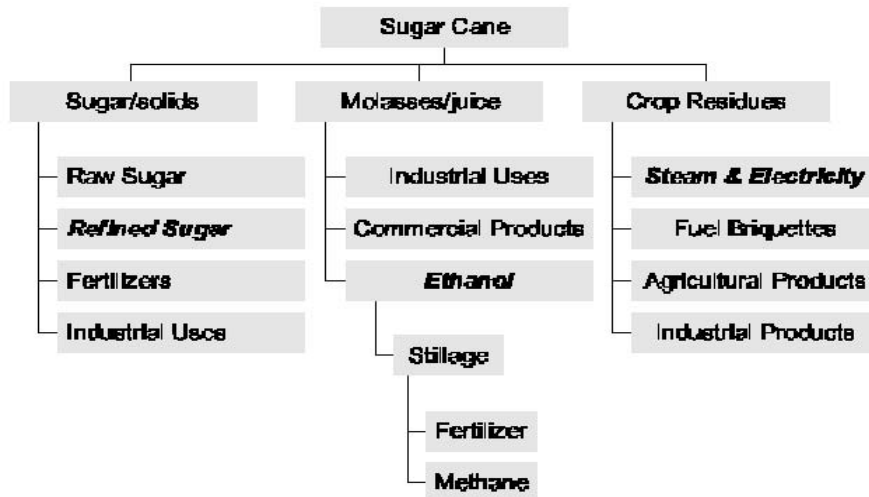 Sugar Cane
Sugar/solids
Molasses/juice
Crop Residues
Raw Sugar
Refined Sugar
Fertilizers
Industrial Uses
Industrial Uses
Commercial Products
Ethanol
Stillage
Fertilizer
Methane
Steam & Electricity
Fuel Briquettes
Agricultural Products
Industrial Products